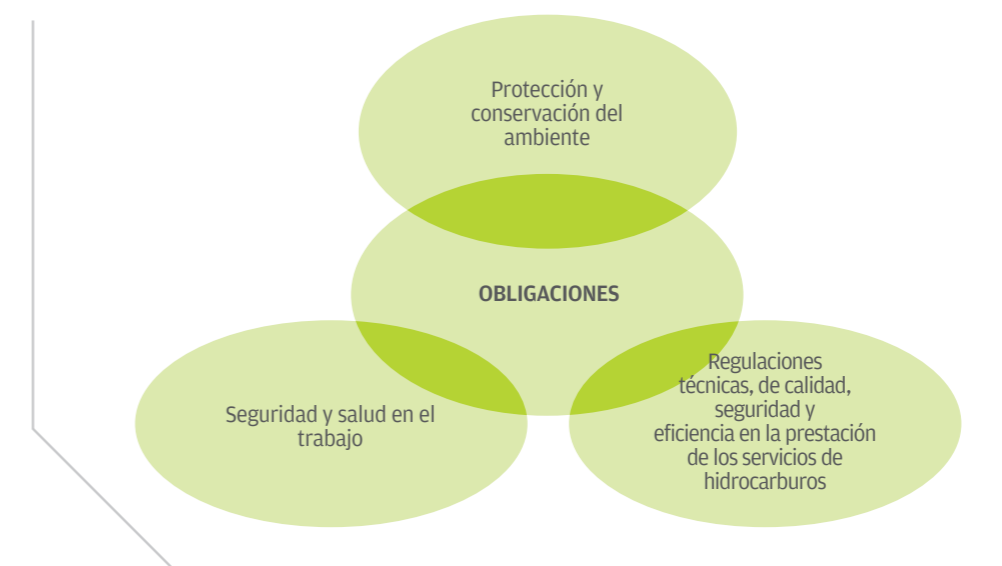 Protección y
conservación del
ambiente
OBLIGACIONES
Seguridad y salud en el
trabajo
Regulaciones
técnicas, de calidad,
seguridad y
eficiencia en la prestación
de los servicios de
hidrocarburos